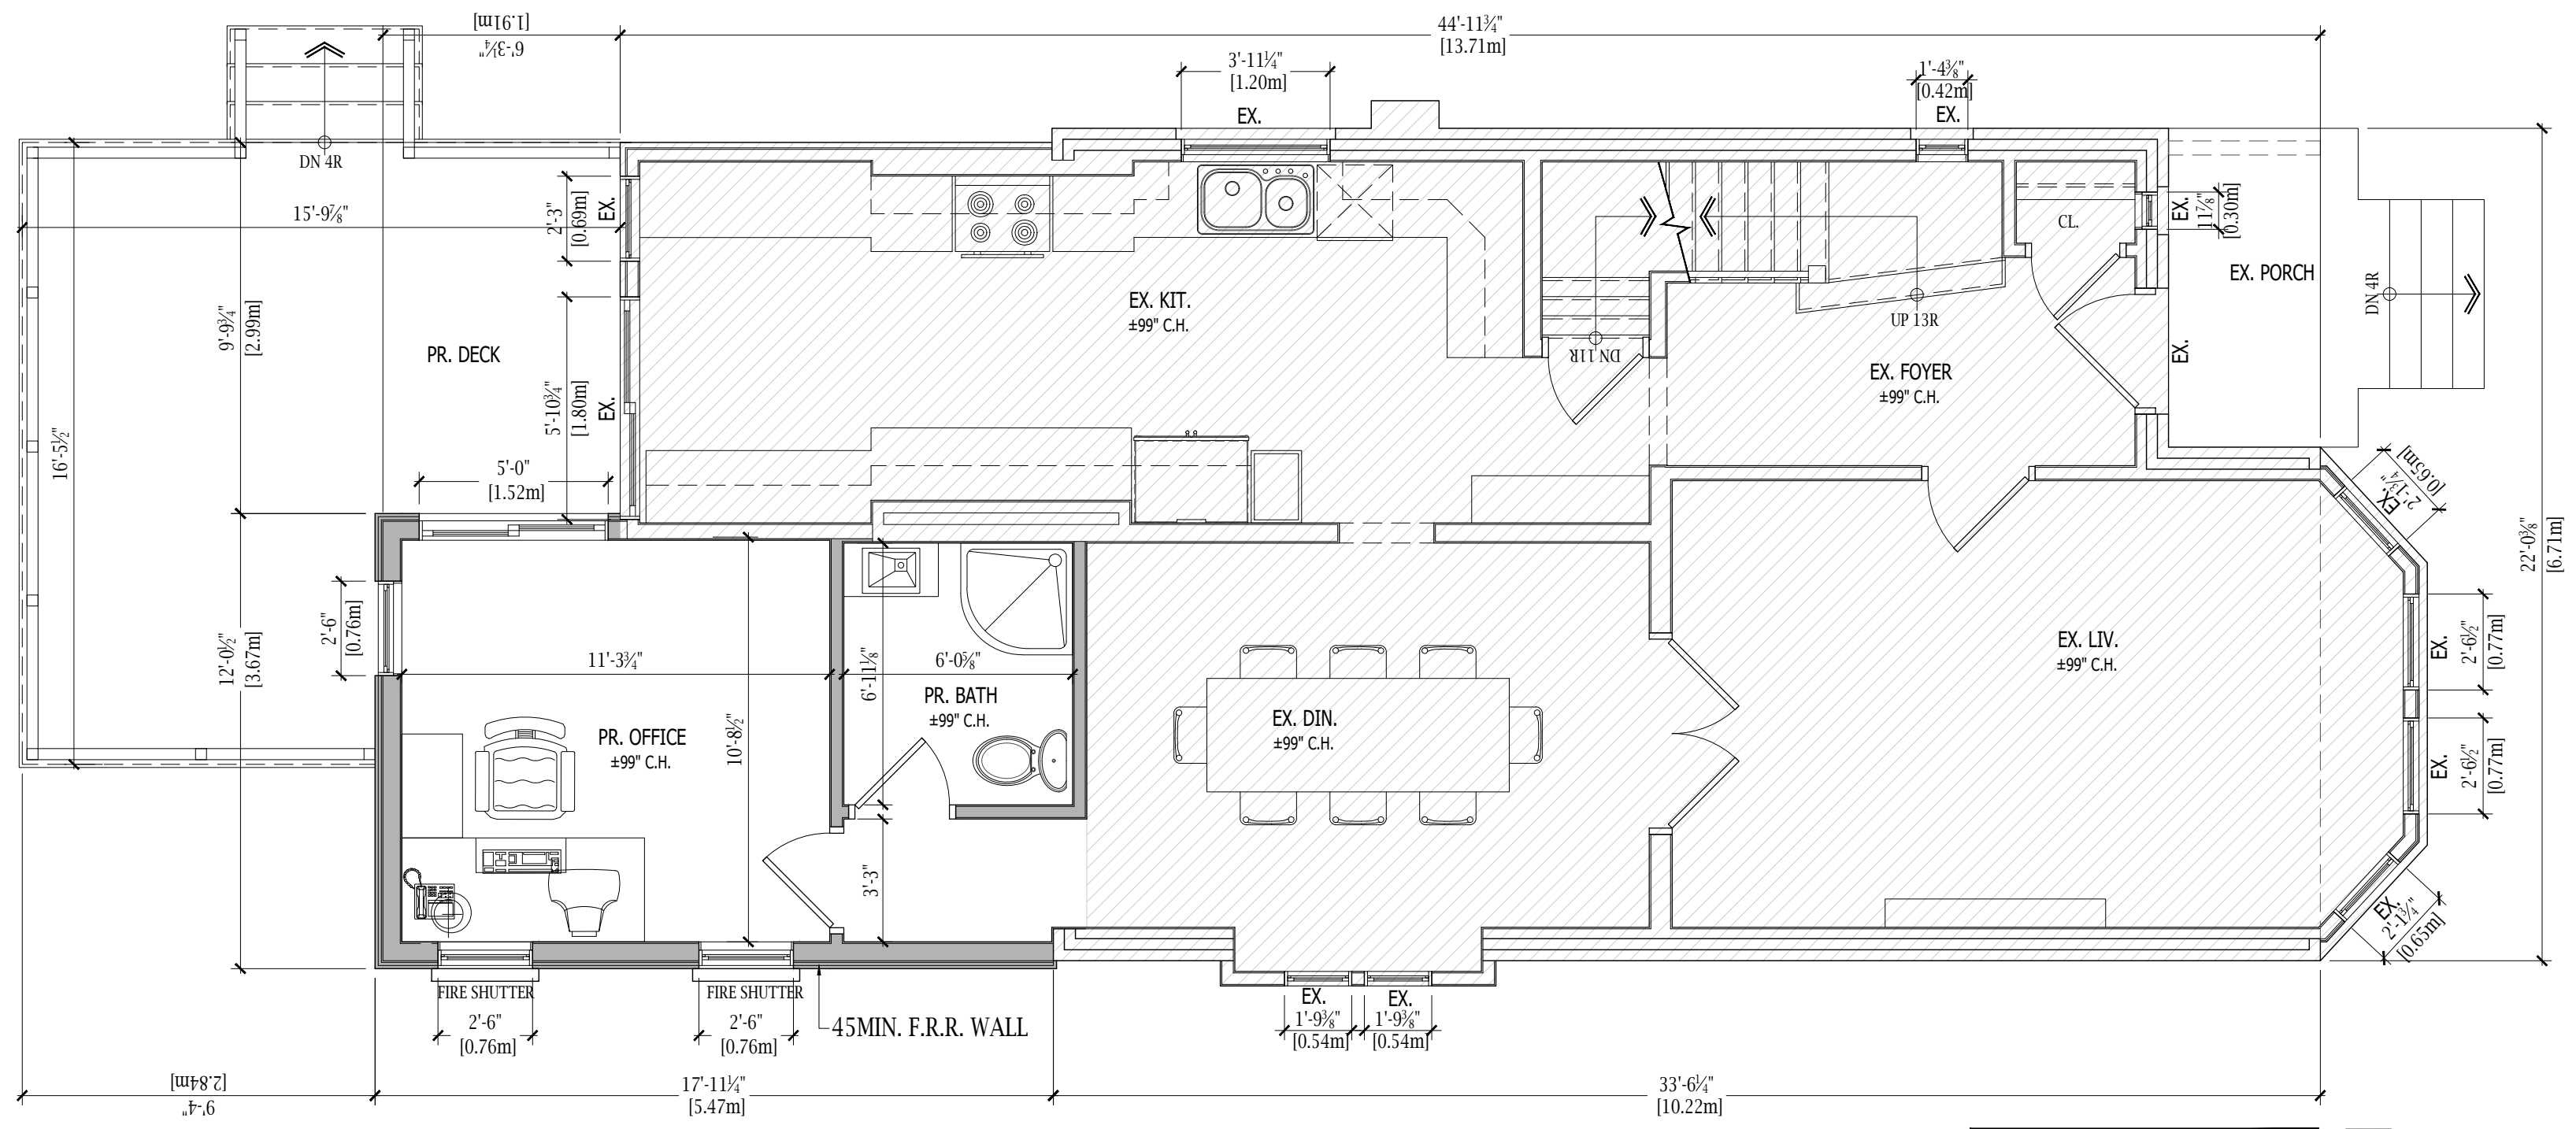 [1.91m]
6'-3¼"
44'-11¾"
[13.71m]
3'-11¼"
[1.20m]
EX.
1'-4⅜"
[0.42m]
EX.
DN 4R
15'-9⅞"
2'-3"
[0.69m]
EX.
CL.
EX.
11⅞"
[0.30m]
EX. PORCH
DN 4R
9'-9¾"
[2.99m]
PR. DECK
5'-10¾"
[1.80m]
EX.
EX. KIT.
±99" C.H.
DN 11R
UP 13R
EX. FOYER
±99" C.H.
EX.
16'-5½"
5'-0"
[1.52m]
[0.65m]
2'-1¾"
EX.
22'-0⅜"
[6.71m]
2'-6"
[0.76m]
12'-0½"
[3.67m]
11'-3¾"
6'-11⅛"
6'-0⅝"
PR. BATH
±99" C.H.
PR. OFFICE
±99" C.H.
10'-8½"
EX. DIN.
±99" C.H.
EX. LIV.
±99" C.H.
EX.
2'-6½"
[0.77m]
EX.
2'-6½"
[0.77m]
3'-3"
EX.
2'-1¾"
[0.65m]
FIRE SHUTTER
2'-6"
[0.76m]
FIRE SHUTTER
2'-6"
[0.76m]
45MIN. F.R.R. WALL
EX.
1'-9⅜"
[0.54m]
EX.
1'-9⅜"
[0.54m]
[2.84m]
9'-4"
17'-11¼"
[5.47m]
33'-6¼"
[10.22m]